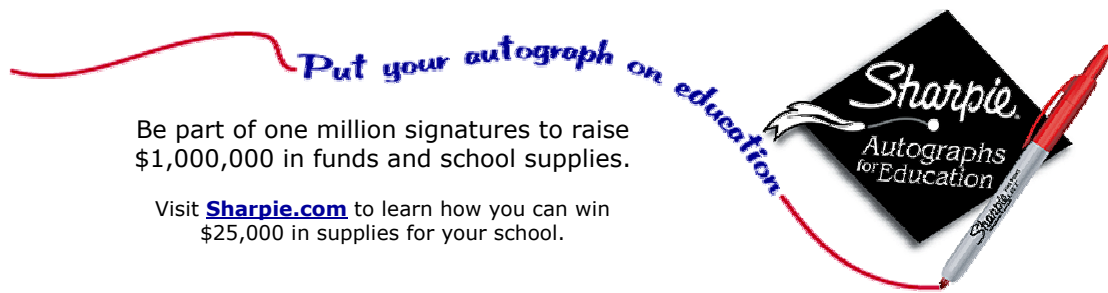 Put your autograph on education
Sharpie.
Autographs
for Education
Be part of one million signatures to raise
$1,000,000 in funds and school supplies.
Visit Sharpie.com to learn how you can win
$25,000 in supplies for your school.
Sharpie